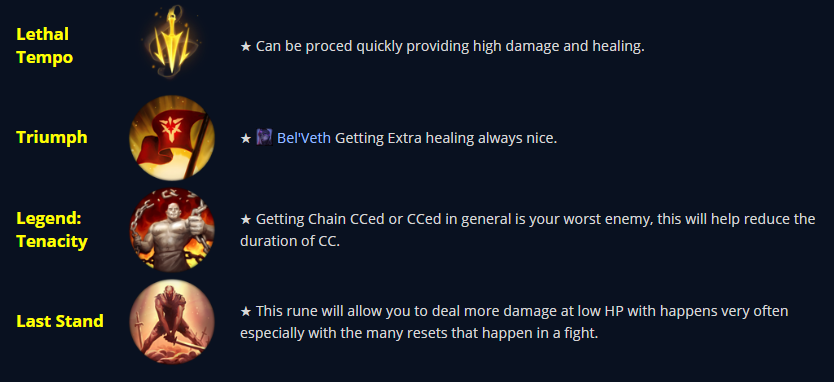 Lethal
Tempo
★ Can be proced quickly providing high damage and healing.
Triumph
★ Bel'Veth Getting Extra healing always nice.
Legend:
Tenacity
★ Getting Chain CCed or CCed in general is your worst enemy, this will help reduce the
duration of CC.
Last Stand
★ This rune will allow you to deal more damage at low HP with happens very often
especially with the many resets that happen in a fight.